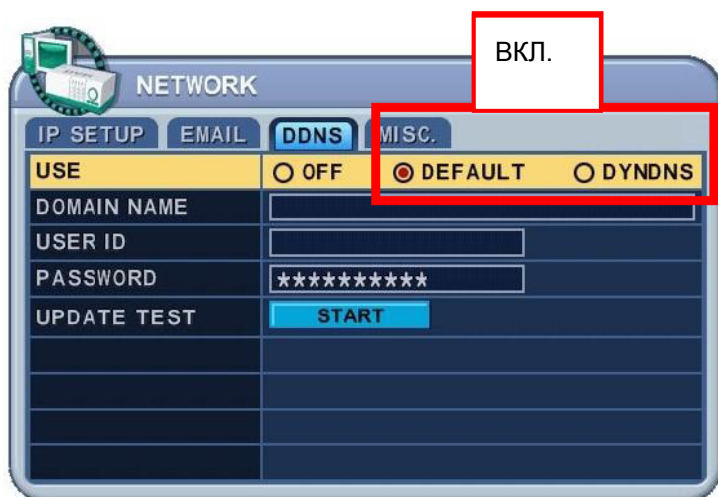 ВКЛ.
NETWORK
IP SETUP EMAIL DDNS MISC.
USE OFF DEFAULT DYNDNS
DOMAIN NAME
USER ID
PASSWORD **********
UPDATE TEST START